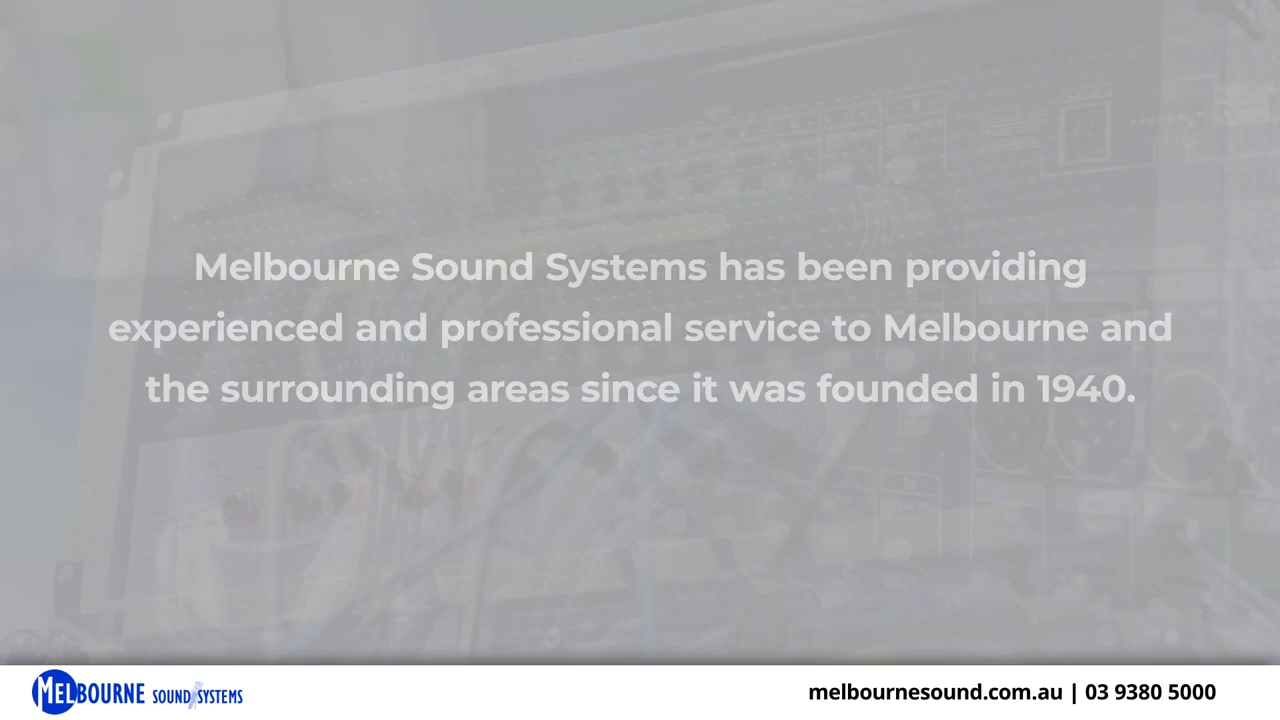 Melbourne Sound Systems has been providing
experienced and professional service to Melbourne and
the surrounding areas since it was founded in 1940.
MELBOURNE SOUND SYSTEMS
melbournesound.com.au | 03 9380 5000